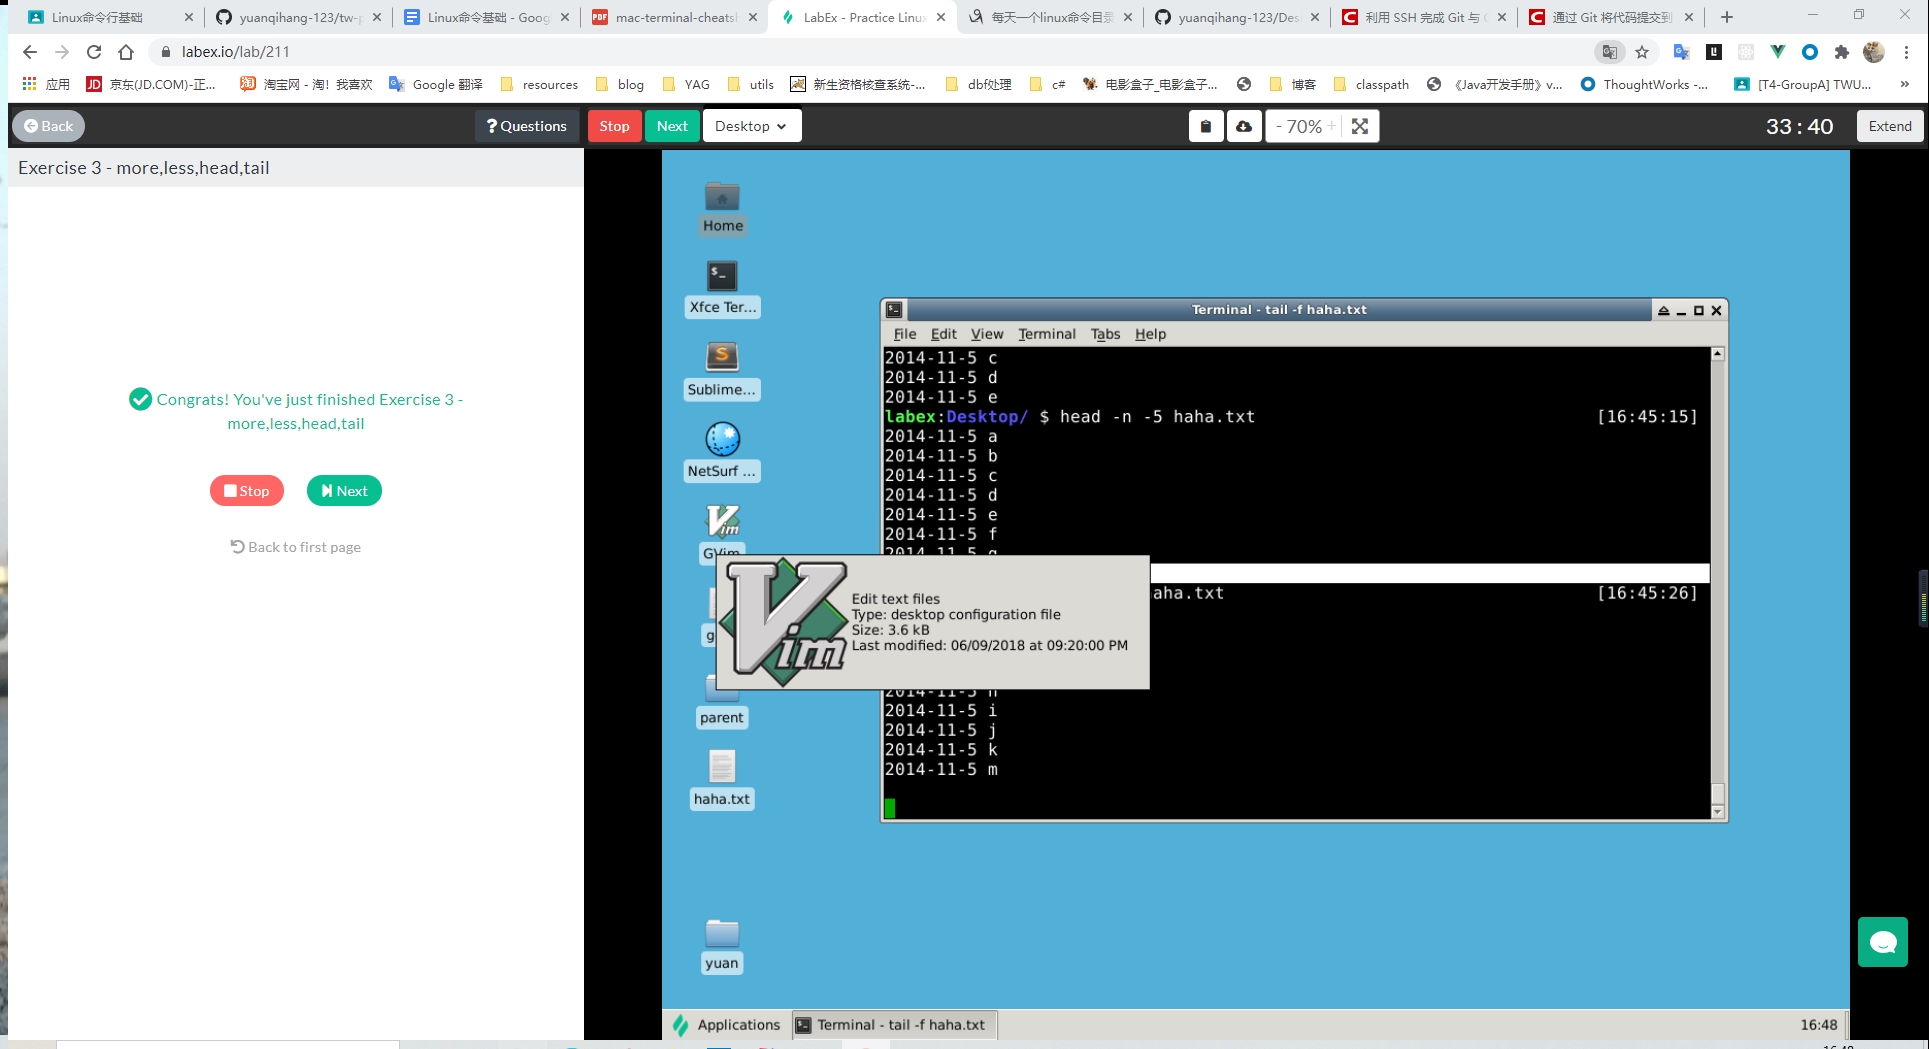 Linux命令行基础
yuanqihang-123/tw-p
Linux命令基础 - Goog
mac-terminal-cheatsh
LabEx - Practice Linux
每天一个linux命令目录
yuanqihang-123/Des
利用 SSH 完成 Git 与
通过 Git 将代码提交到
labex.io/lab/211
应用
京东(JD.COM)-正...
淘宝网 - 淘！我喜欢
Google 翻译
resources
blog
YAG
utils
新生资格核查系统-...
dbf处理
c#
电影盒子_电影盒子...
博客
classpath
《Java开发手册》v...
ThoughtWorks -...
[T4-GroupA] TWU...
»
Back
? Questions
Stop
Next
Desktop
- 70% +
33 : 40
Extend
Exercise 3 - more,less,head,tail
Congrats! You've just finished Exercise 3 -
more,less,head,tail
Stop
Next
Back to first page
Home
Xfce Ter...
Sublime...
NetSurf ...
GVim
g
parent
haha.txt
yuan
Terminal - tail -f haha.txt
File Edit View Terminal Tabs Help
2014-11-5 c
2014-11-5 d
2014-11-5 e
labex:Desktop/ $ head -n -5 haha.txt [16:45:15]
2014-11-5 a
2014-11-5 b
2014-11-5 c
2014-11-5 d
2014-11-5 e
2014-11-5 f
2014-11-5 g
haha.txt [16:45:26]
2014-11-5 h
2014-11-5 i
2014-11-5 j
2014-11-5 k
2014-11-5 m
Vim
Edit text files
Type: desktop configuration file
Size: 3.6 kB
Last modified: 06/09/2018 at 09:20:00 PM
Applications
Terminal - tail -f haha.txt
16:48